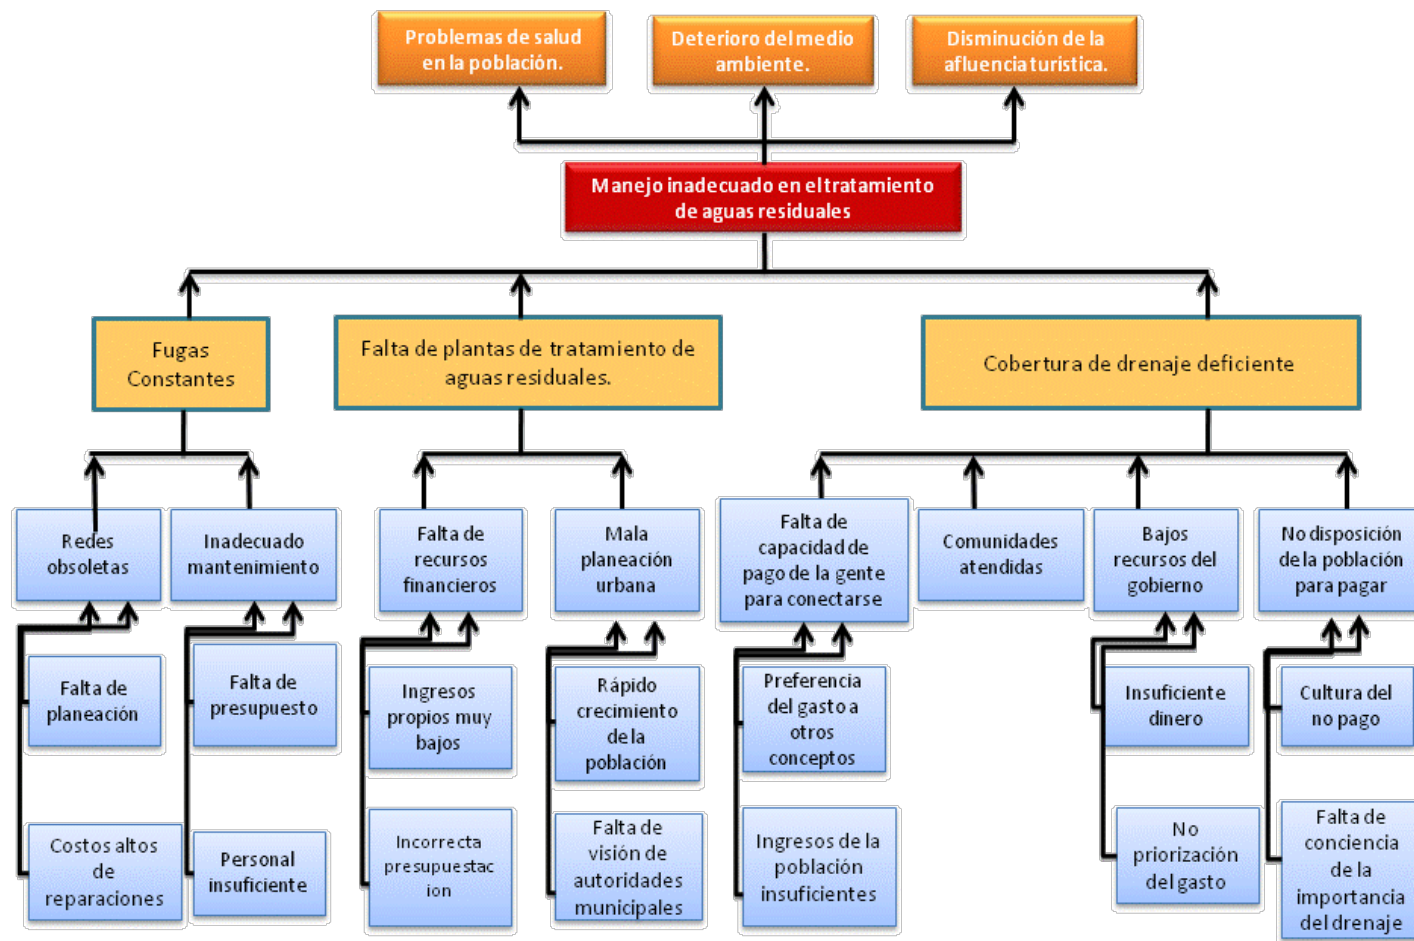 Problemas de salud
en la población.
Deterioro del medio
ambiente.
Disminución de la
afluencia turistica.
Manejo inadecuado en el tratamiento
de aguas residuales
Fugas
Constantes
Falta de plantas de tratamiento de
aguas residuales.
Cobertura de drenaje deficiente
Redes
obsoletas
Inadecuado
mantenimiento
Falta de
recursos
financieros
Mala
planeación
urbana
Falta de
capacidad de
pago de la gente
para conectarse
Comunidades
atendidas
Bajos
recursos del
gobierno
No disposición
de la población
para pagar
Falta de
planeación
Falta de
presupuesto
Ingresos
propios muy
bajos
Rápido
crecimiento
de la
población
Preferencia
del gasto a
otros
conceptos
Insuficiente
dinero
Cultura del
no pago
Costos altos
de
reparaciones
Personal
insuficiente
Incorrecta
presupuestac
ion
Falta de
visión de
autoridades
municipales
Ingresos de la
población
insuficientes
No
priorización
del gasto
Falta de
conciencia
de la
importancia
del drenaje